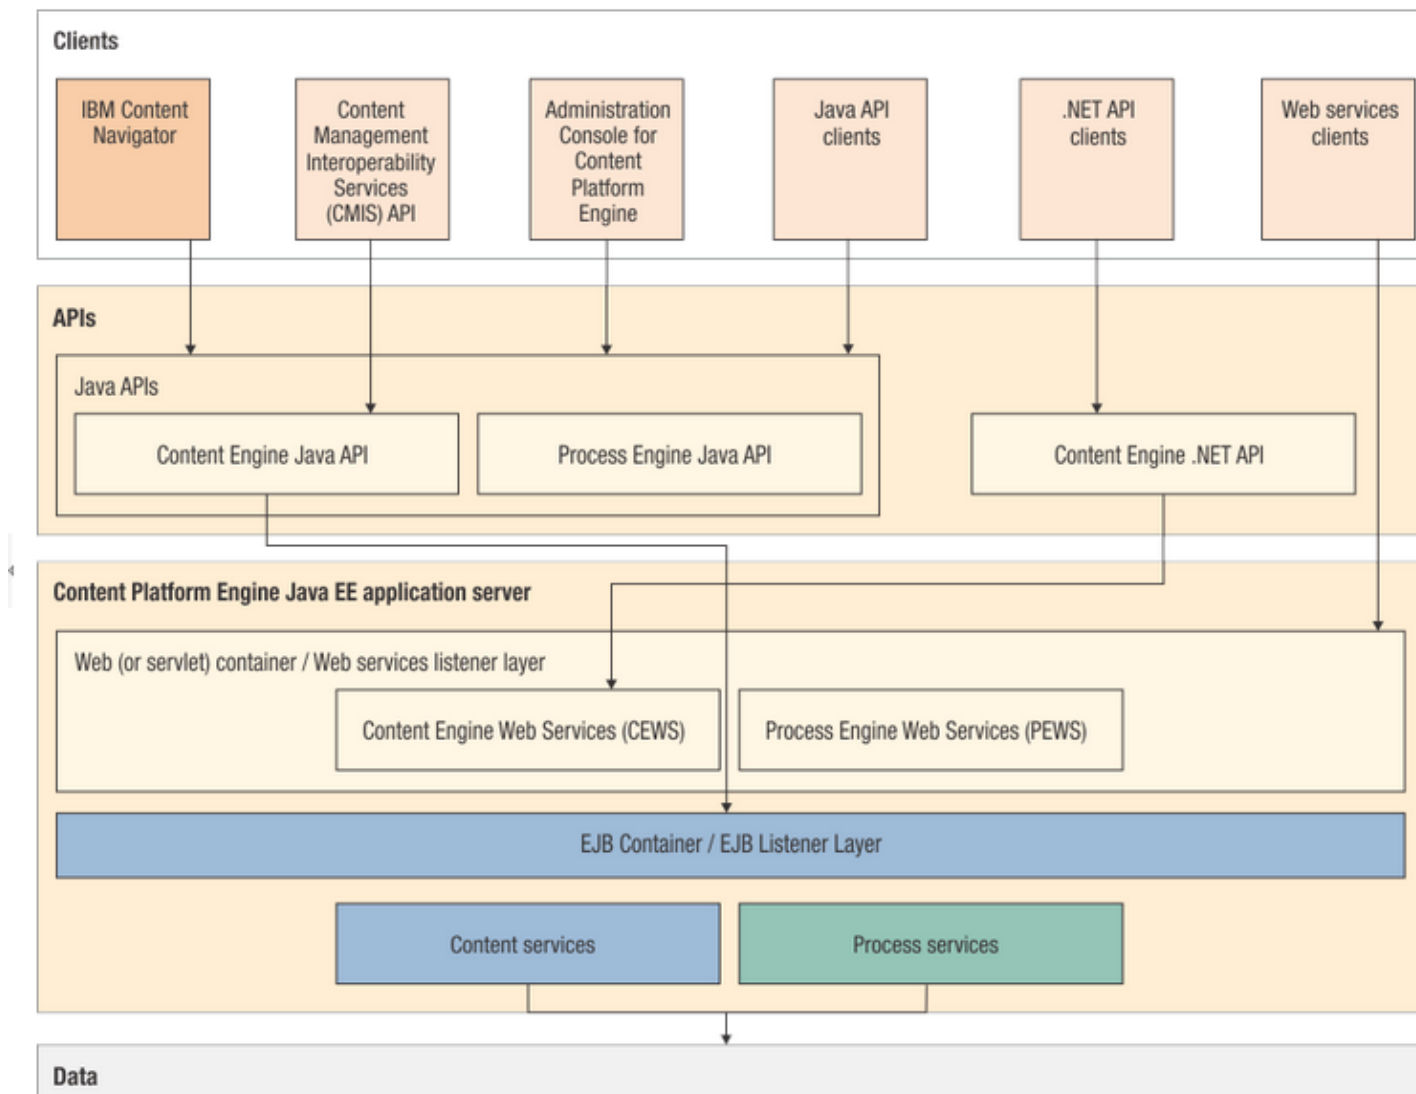 Clients
IBM Content
Navigator
Content
Management
Interoperability
Services
(CMIS) API
Administration
Console for
Content
Platform
Engine
Java API
clients
.NET API
clients
Web services
clients
APIs
Java APIs
Content Engine Java API
Process Engine Java API
Content Engine .NET API
Content Platform Engine Java EE application server
Web (or servlet) container / Web services listener layer
Content Engine Web Services (CEWS)
Process Engine Web Services (PEWS)
EJB Container / EJB Listener Layer
Content services
Process services
Data